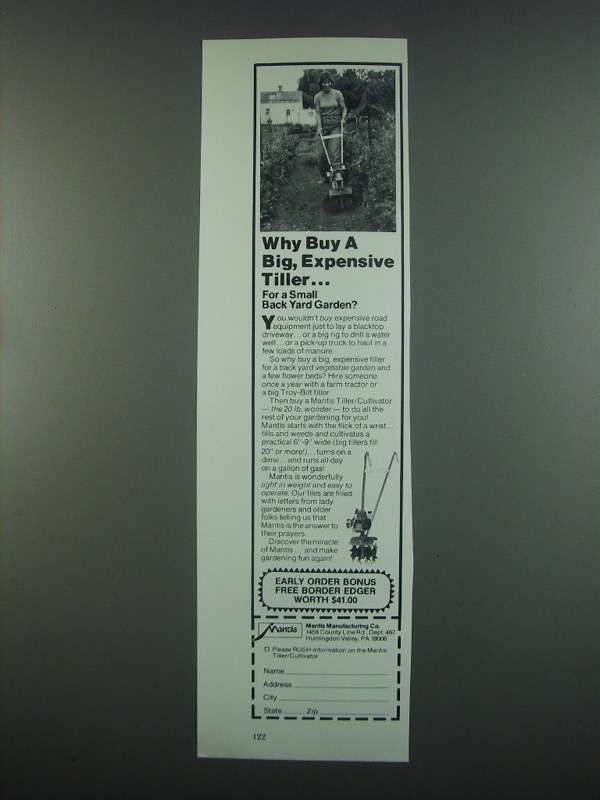 Why Buy A
Big, Expensive
Tiller...
For a Small
Back Yard Garden?
You wouldn't buy expensive road
equipment just to lay a blacktop
driveway... or a big rig to drill a water
well... or a pick-up truck to haul in a
few loads of manure.
So why buy a big, expensive tiller
for a back yard vegetable garden and
a few flower beds? Hire someone
once a year with a farm tractor or
a big Troy-Bilt tiller.
Then buy a Mantis Tiller/Cultivator
— the 20 lb. wonder — to do all the
rest of your gardening for you!
Mantis starts with the flick of a wrist...
tills and weeds and cultivates a
practical 6"-9" wide (big tillers till
20" or more!)... turns on a
dime... and runs all day
on a gallon of gas!
Mantis is wonderfully
light in weight and easy to
operate. Our files are filled
with letters from lady
gardeners and older
folks telling us that
Mantis is the answer to
their prayers.
Discover the miracle
of Mantis... and make
gardening fun again!
EARLY ORDER BONUS
FREE BORDER EDGER
WORTH $41.00
Mantis
Mantis Manufacturing Co.
1458 County Line Rd., Dept. 467
Huntingdon Valley, PA 19006
Please RUSH information on the Mantis
Tiller/Cultivator
Name
Address
City
State Zip
122